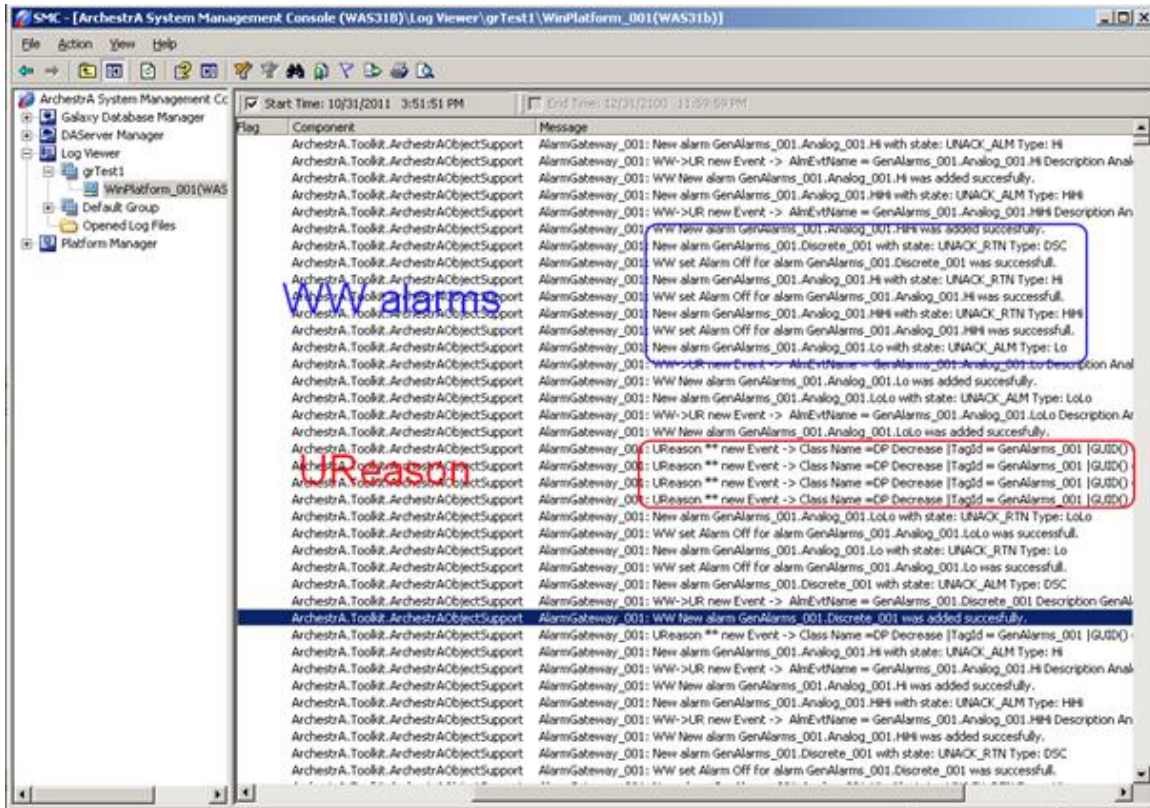 SMC - [ArchestrA System Management Console (WAS31B)\Log Viewer\grTest1\WinPlatform_001(WAS31b)]
File Action View Help
ArchestrA System Management Cc
Galaxy Database Manager
DAServer Manager
Log Viewer
grTest1
WinPlatform_001(WAS
Default Group
Opened Log Files
Platform Manager
Start Time: 10/31/2011 3:51:51 PM End Time: 12/31/2100 11:59:59 PM
Flag Component Message
ArchestrA.Toolkit.ArchestrAObjectSupport AlarmGateway_001: New alarm GenAlarms_001.Analog_001.Hi with state: UNACK_ALM Type: Hi
ArchestrA.Toolkit.ArchestrAObjectSupport AlarmGateway_001: WW->UR new Event -> AlmEvtName = GenAlarms_001.Analog_001.Hi Description Anal
ArchestrA.Toolkit.ArchestrAObjectSupport AlarmGateway_001: WW New alarm GenAlarms_001.Analog_001.Hi was added succesfully.
ArchestrA.Toolkit.ArchestrAObjectSupport AlarmGateway_001: New alarm GenAlarms_001.Analog_001.HiHi with state: UNACK_ALM Type: HiHi
ArchestrA.Toolkit.ArchestrAObjectSupport AlarmGateway_001: WW->UR new Event -> AlmEvtName = GenAlarms_001.Analog_001.HiHi Description An
ArchestrA.Toolkit.ArchestrAObjectSupport AlarmGateway_001: WW New alarm GenAlarms_001.Analog_001.HiHi was added succesfully.
ArchestrA.Toolkit.ArchestrAObjectSupport AlarmGateway_001: New alarm GenAlarms_001.Discrete_001 with state: UNACK_RTN Type: DSC
ArchestrA.Toolkit.ArchestrAObjectSupport AlarmGateway_001: WW set Alarm Off for alarm GenAlarms_001.Discrete_001 was successfull.
ArchestrA.Toolkit.ArchestrAObjectSupport AlarmGateway_001: New alarm GenAlarms_001.Analog_001.Hi with state: UNACK_RTN Type: Hi
WW alarms
ArchestrA.Toolkit.ArchestrAObjectSupport AlarmGateway_001: WW set Alarm Off for alarm GenAlarms_001.Analog_001.Hi was successfull.
ArchestrA.Toolkit.ArchestrAObjectSupport AlarmGateway_001: New alarm GenAlarms_001.Analog_001.HiHi with state: UNACK_RTN Type: HiHi
ArchestrA.Toolkit.ArchestrAObjectSupport AlarmGateway_001: WW set Alarm Off for alarm GenAlarms_001.Analog_001.HiHi was successfull.
ArchestrA.Toolkit.ArchestrAObjectSupport AlarmGateway_001: New alarm GenAlarms_001.Analog_001.Lo with state: UNACK_ALM Type: Lo
ArchestrA.Toolkit.ArchestrAObjectSupport AlarmGateway_001: WW->UR new Event -> AlmEvtName = GenAlarms_001.Analog_001.Lo Description Anal
ArchestrA.Toolkit.ArchestrAObjectSupport AlarmGateway_001: WW New alarm GenAlarms_001.Analog_001.Lo was added succesfully.
ArchestrA.Toolkit.ArchestrAObjectSupport AlarmGateway_001: New alarm GenAlarms_001.Analog_001.LoLo with state: UNACK_ALM Type: LoLo
ArchestrA.Toolkit.ArchestrAObjectSupport AlarmGateway_001: WW->UR new Event -> AlmEvtName = GenAlarms_001.Analog_001.LoLo Description Ar
ArchestrA.Toolkit.ArchestrAObjectSupport AlarmGateway_001: WW New alarm GenAlarms_001.Analog_001.LoLo was added succesfully.
ArchestrA.Toolkit.ArchestrAObjectSupport AlarmGateway_001: UReason ** new Event -> Class Name =DP Decrease |TagId = GenAlarms_001 |GUID()
ArchestrA.Toolkit.ArchestrAObjectSupport AlarmGateway_001: UReason ** new Event -> Class Name =DP Decrease |TagId = GenAlarms_001 |GUID()
UReason
ArchestrA.Toolkit.ArchestrAObjectSupport AlarmGateway_001: UReason ** new Event -> Class Name =DP Decrease |TagId = GenAlarms_001 |GUID()
ArchestrA.Toolkit.ArchestrAObjectSupport AlarmGateway_001: UReason ** new Event -> Class Name =DP Decrease |TagId = GenAlarms_001 |GUID()
ArchestrA.Toolkit.ArchestrAObjectSupport AlarmGateway_001: New alarm GenAlarms_001.Analog_001.LoLo with state: UNACK_RTN Type: LoLo
ArchestrA.Toolkit.ArchestrAObjectSupport AlarmGateway_001: WW set Alarm Off for alarm GenAlarms_001.Analog_001.LoLo was successfull.
ArchestrA.Toolkit.ArchestrAObjectSupport AlarmGateway_001: New alarm GenAlarms_001.Analog_001.Lo with state: UNACK_RTN Type: Lo
ArchestrA.Toolkit.ArchestrAObjectSupport AlarmGateway_001: WW set Alarm Off for alarm GenAlarms_001.Analog_001.Lo was successfull.
ArchestrA.Toolkit.ArchestrAObjectSupport AlarmGateway_001: New alarm GenAlarms_001.Discrete_001 with state: UNACK_ALM Type: DSC
ArchestrA.Toolkit.ArchestrAObjectSupport AlarmGateway_001: WW->UR new Event -> AlmEvtName = GenAlarms_001.Discrete_001 Description GenAl
ArchestrA.Toolkit.ArchestrAObjectSupport AlarmGateway_001: WW New alarm GenAlarms_001.Discrete_001 was added succesfully.
ArchestrA.Toolkit.ArchestrAObjectSupport AlarmGateway_001: UReason ** new Event -> Class Name =DP Decrease |TagId = GenAlarms_001 |GUID()
ArchestrA.Toolkit.ArchestrAObjectSupport AlarmGateway_001: New alarm GenAlarms_001.Analog_001.Hi with state: UNACK_ALM Type: Hi
ArchestrA.Toolkit.ArchestrAObjectSupport AlarmGateway_001: WW->UR new Event -> AlmEvtName = GenAlarms_001.Analog_001.Hi Description Anal
ArchestrA.Toolkit.ArchestrAObjectSupport AlarmGateway_001: WW New alarm GenAlarms_001.Analog_001.Hi was added succesfully.
ArchestrA.Toolkit.ArchestrAObjectSupport AlarmGateway_001: New alarm GenAlarms_001.Analog_001.HiHi with state: UNACK_ALM Type: HiHi
ArchestrA.Toolkit.ArchestrAObjectSupport AlarmGateway_001: WW->UR new Event -> AlmEvtName = GenAlarms_001.Analog_001.HiHi Description An
ArchestrA.Toolkit.ArchestrAObjectSupport AlarmGateway_001: WW New alarm GenAlarms_001.Analog_001.HiHi was added succesfully.
ArchestrA.Toolkit.ArchestrAObjectSupport AlarmGateway_001: New alarm GenAlarms_001.Discrete_001 with state: UNACK_RTN Type: DSC
ArchestrA.Toolkit.ArchestrAObjectSupport AlarmGateway_001: WW set Alarm Off for alarm GenAlarms_001.Discrete_001 was successfull.